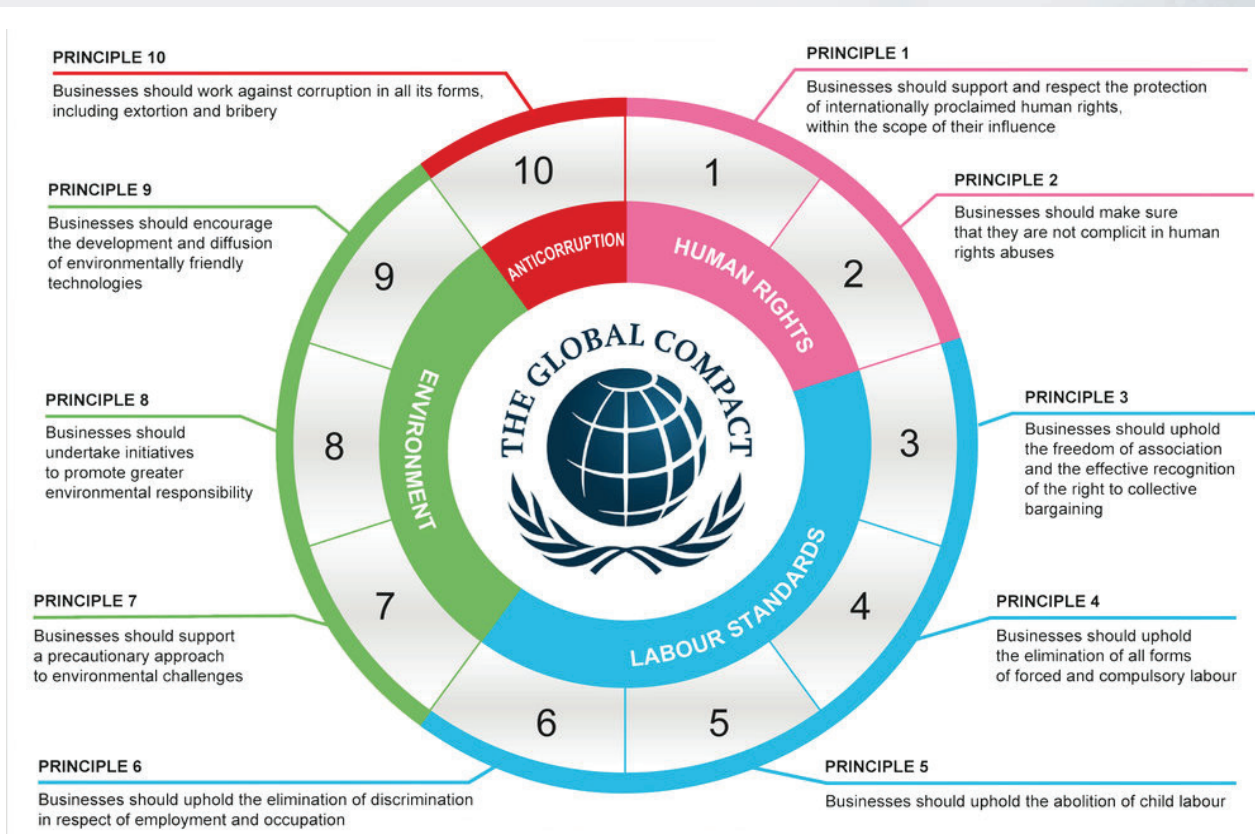 PRINCIPLE 10
Businesses should work against corruption in all its forms,
including extortion and bribery
PRINCIPLE 1
Businesses should support and respect the protection
of internationally proclaimed human rights,
within the scope of their influence
PRINCIPLE 9
Businesses should encourage
the development and diffusion
of environmentally friendly
technologies
PRINCIPLE 2
Businesses should make sure
that they are not complicit in human
rights abuses
PRINCIPLE 8
Businesses should
undertake initiatives
to promote greater
environmental responsibility
PRINCIPLE 3
Businesses should uphold
the freedom of association
and the effective recognition
of the right to collective
bargaining
PRINCIPLE 7
Businesses should support
a precautionary approach
to environmental challenges
PRINCIPLE 4
Businesses should uphold
the elimination of all forms
of forced and compulsory labour
PRINCIPLE 6
Businesses should uphold the elimination of discrimination
in respect of employment and occupation
PRINCIPLE 5
Businesses should uphold the abolition of child labour
10
1
2
3
4
5
6
7
8
9
ANTICORRUPTION
HUMAN RIGHTS
LABOUR STANDARDS
ENVIRONMENT
THE GLOBAL COMPACT